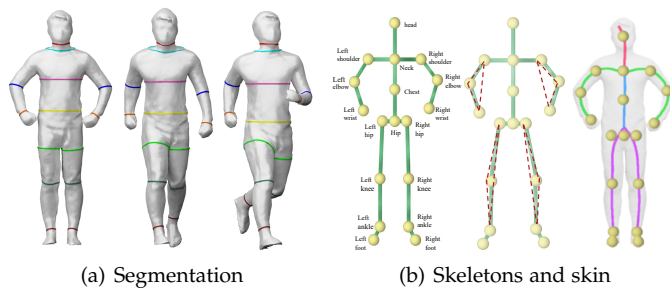 head
Left
shoulder
Right
shoulder
Neck
Left
elbow
Right
elbow
Chest
Left
wrist
Right
wrist
Left
hip
Hip
Right
hip
Left
knee
Right
knee
Left
ankle
Right
ankle
Left
foot
Right
foot
(a) Segmentation
(b) Skeletons and skin